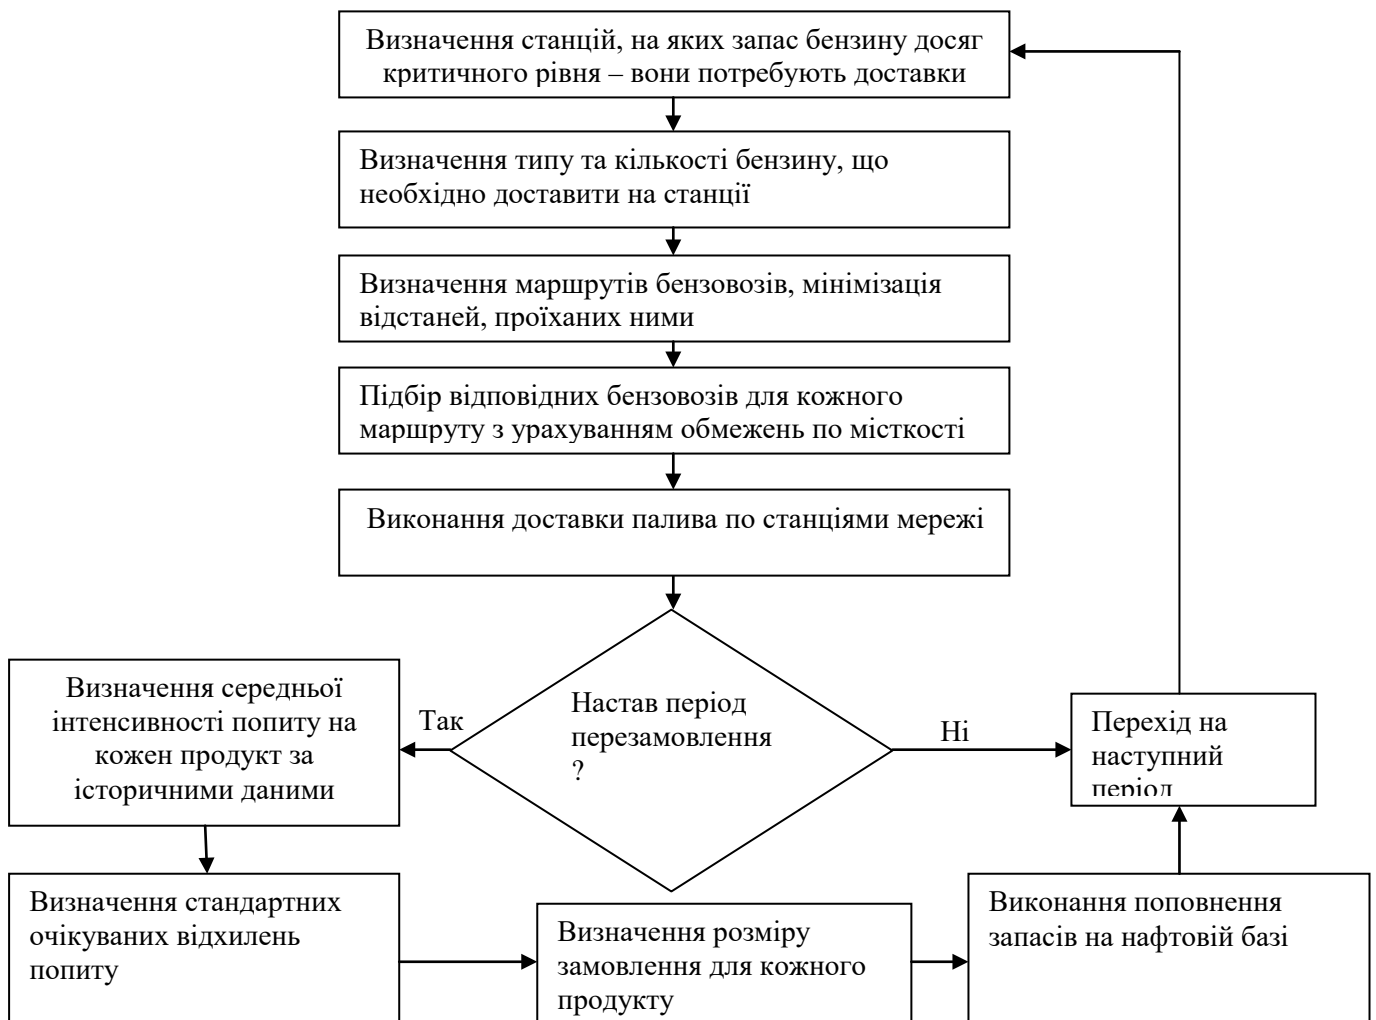 Визначення станцій, на яких запас бензину досяг
критичного рівня – вони потребують доставки
Визначення типу та кількості бензину, що
необхідно доставити на станції
Визначення маршрутів бензовозів, мінімізація
відстаней, проїханих ними
Підбір відповідних бензовозів для кожного
маршруту з урахуванням обмежень по місткості
Виконання доставки палива по станціями мережі
Настав період
перезамовлення
?
Так
Ні
Визначення середньої
інтенсивності попиту на
кожен продукт за
історичними даними
Перехід на
наступний
період
Визначення стандартних
очікуваних відхилень
попиту
Визначення розміру
замовлення для кожного
продукту
Виконання поповнення
запасів на нафтовій базі